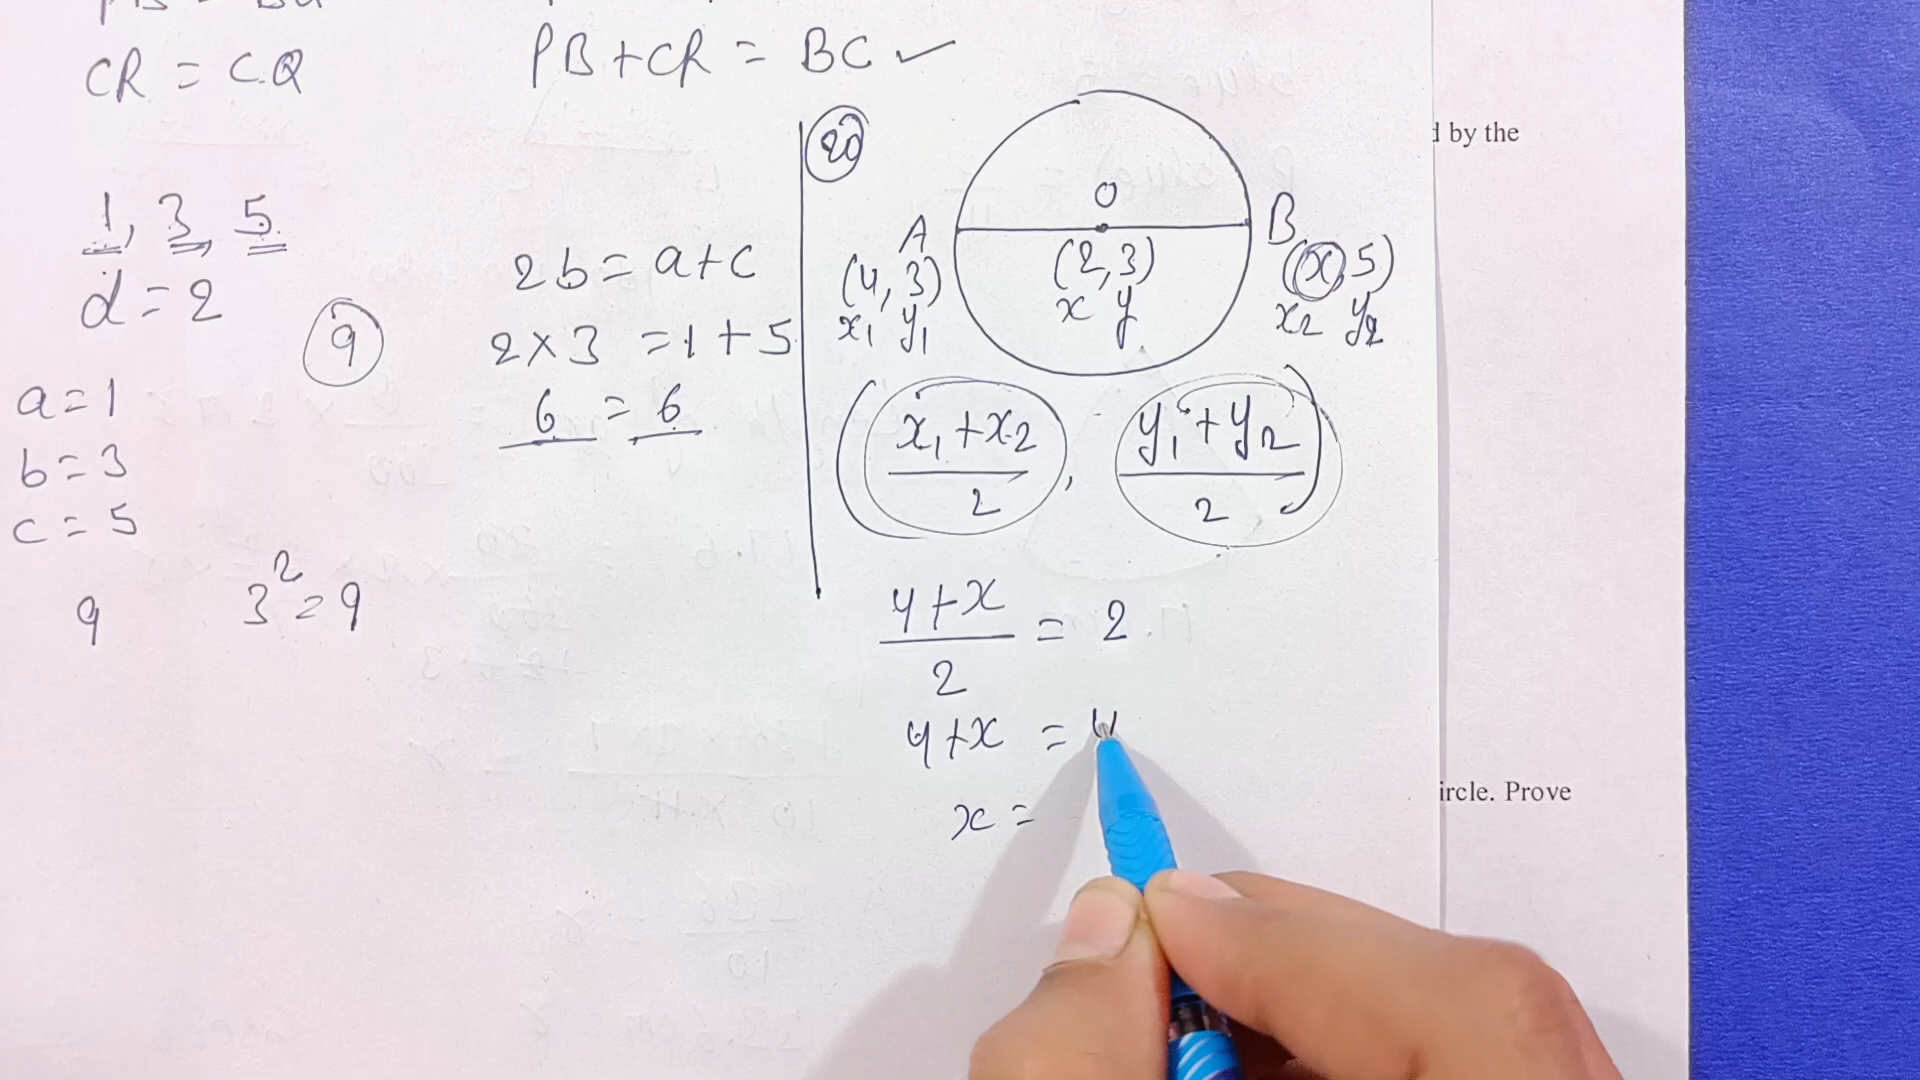 CR = CQ
PB + CR = BC ✓
1, 3, 5
d = 2
9
a = 1
b = 3
c = 5
2b = a + c
2 × 3 = 1 + 5
6 = 6
9 3² = 9
20
O
A B
(4, 3) (2, 3) (x, 5)
x₁ y₁ x y x₂ y₂
(x₁ + x₂ / 2 , y₁ + y₂ / 2)
4 + x / 2 = 2
4 + x = 4
x =
d by the
ircle. Prove